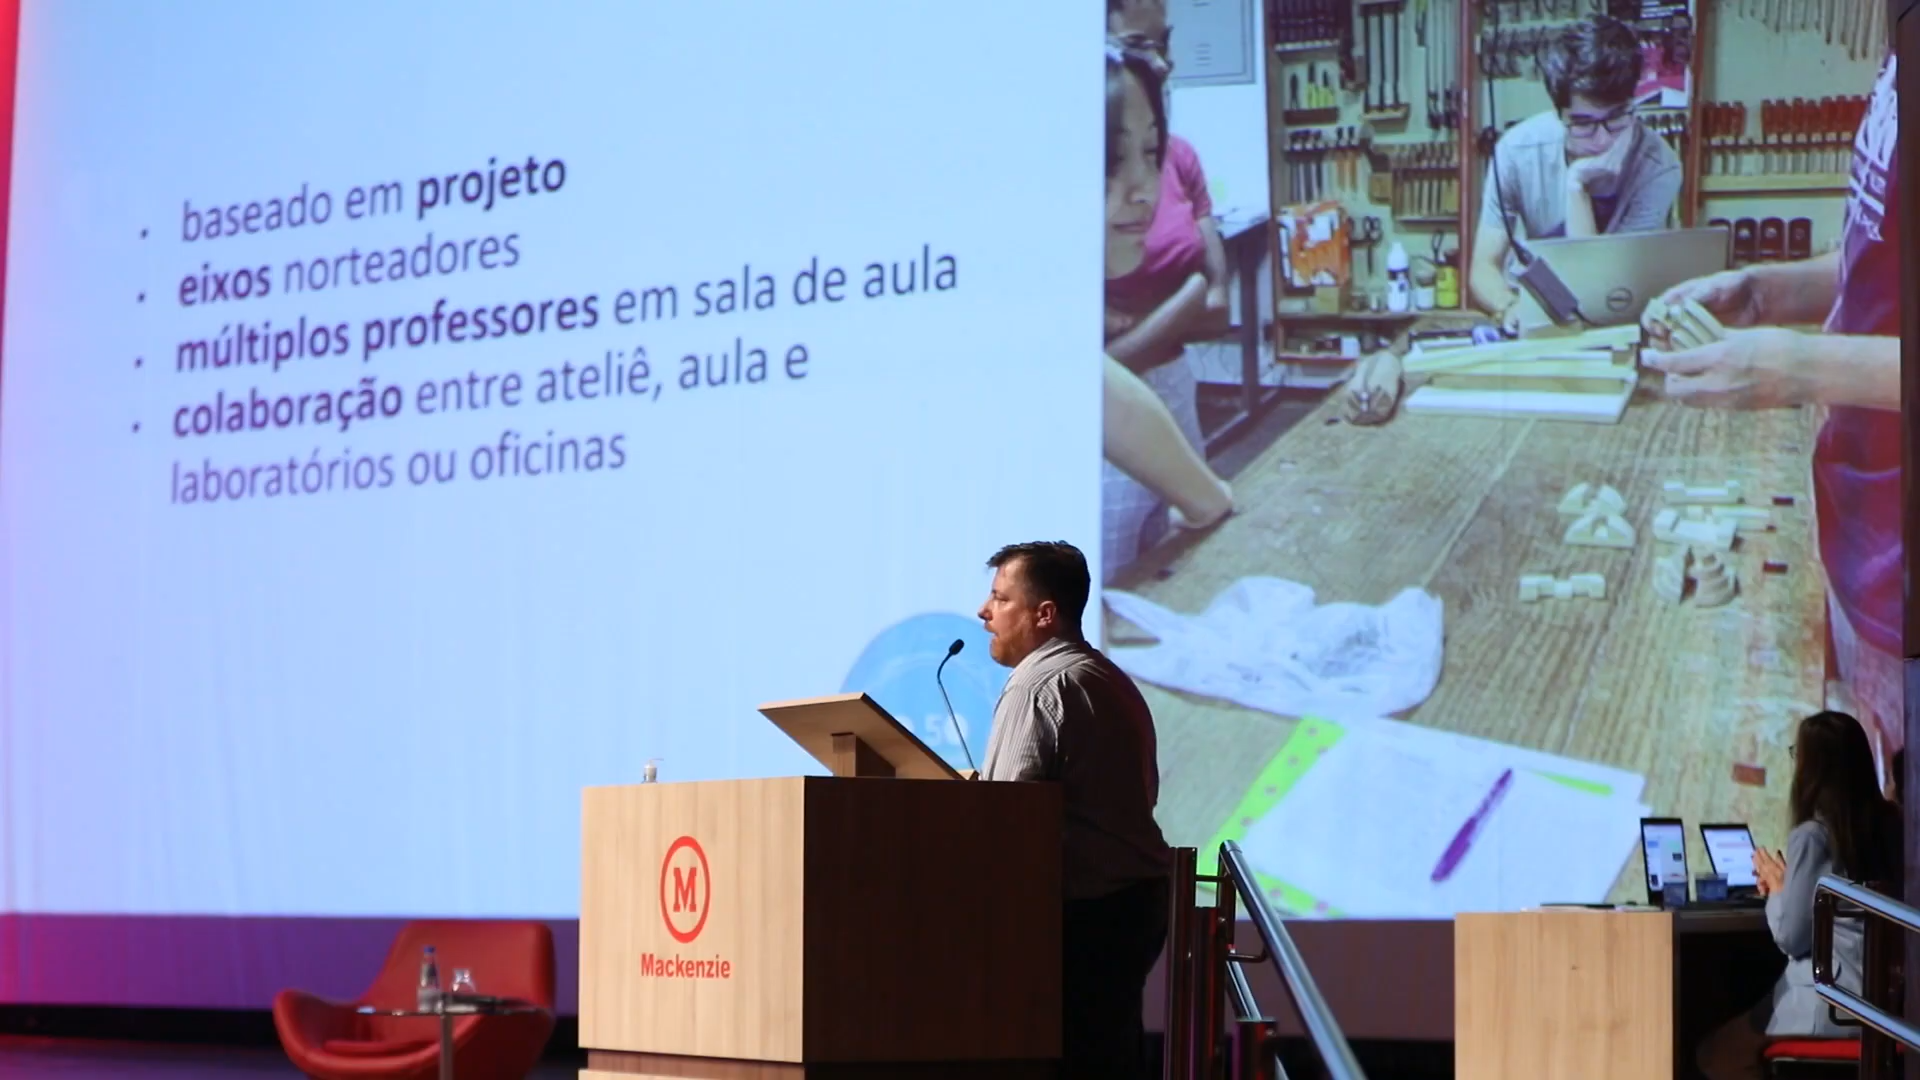 · baseado em projeto
· eixos norteadores
· múltiplos professores em sala de aula
· colaboração entre ateliê, aula e
laboratórios ou oficinas
M
Mackenzie